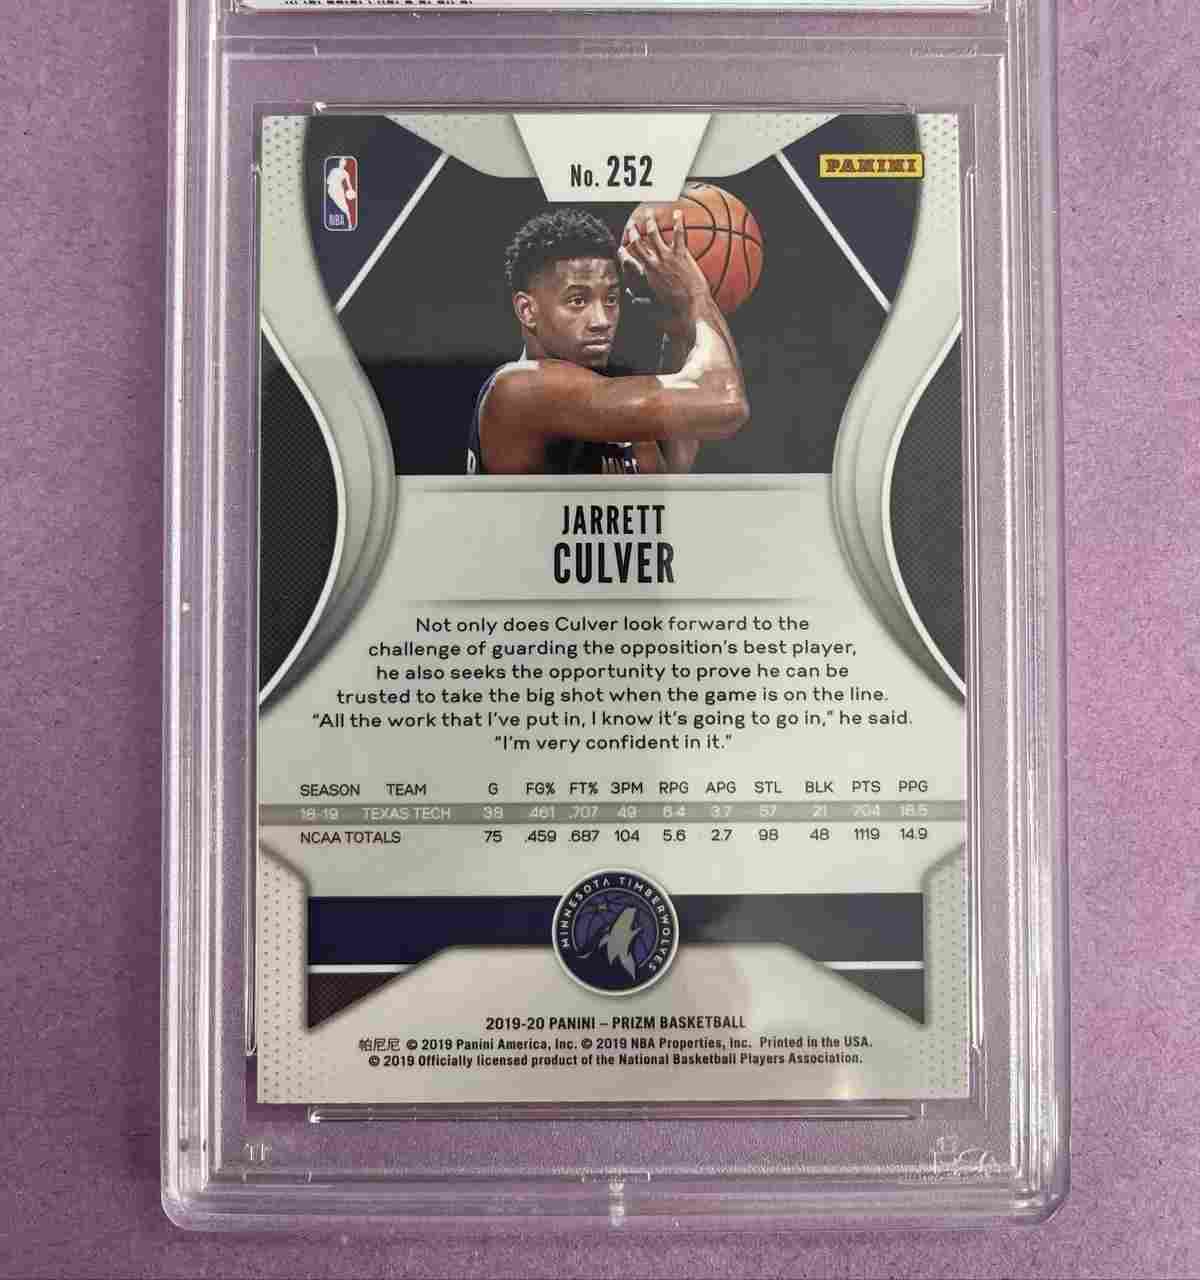 No. 252
NBA
PANINI
JARRETT
CULVER
Not only does Culver look forward to the
challenge of guarding the opposition's best player,
he also seeks the opportunity to prove he can be
trusted to take the big shot when the game is on the line.
"All the work that I've put in, I know it's going to go in," he said.
"I'm very confident in it."
SEASON TEAM G FG% FT% 3PM RPG APG STL BLK PTS PPG
18-19 TEXAS TECH 38 .461 .707 49 6.4 3.7 57 21 704 18.5
NCAA TOTALS 75 .459 .687 104 5.6 2.7 98 48 1119 14.9
MINNESOTA TIMBERWOLVES
2019-20 PANINI – PRIZM BASKETBALL
帕尼尼 © 2019 Panini America, Inc. © 2019 NBA Properties, Inc. Printed in the USA.
© 2019 Officially licensed product of the National Basketball Players Association.